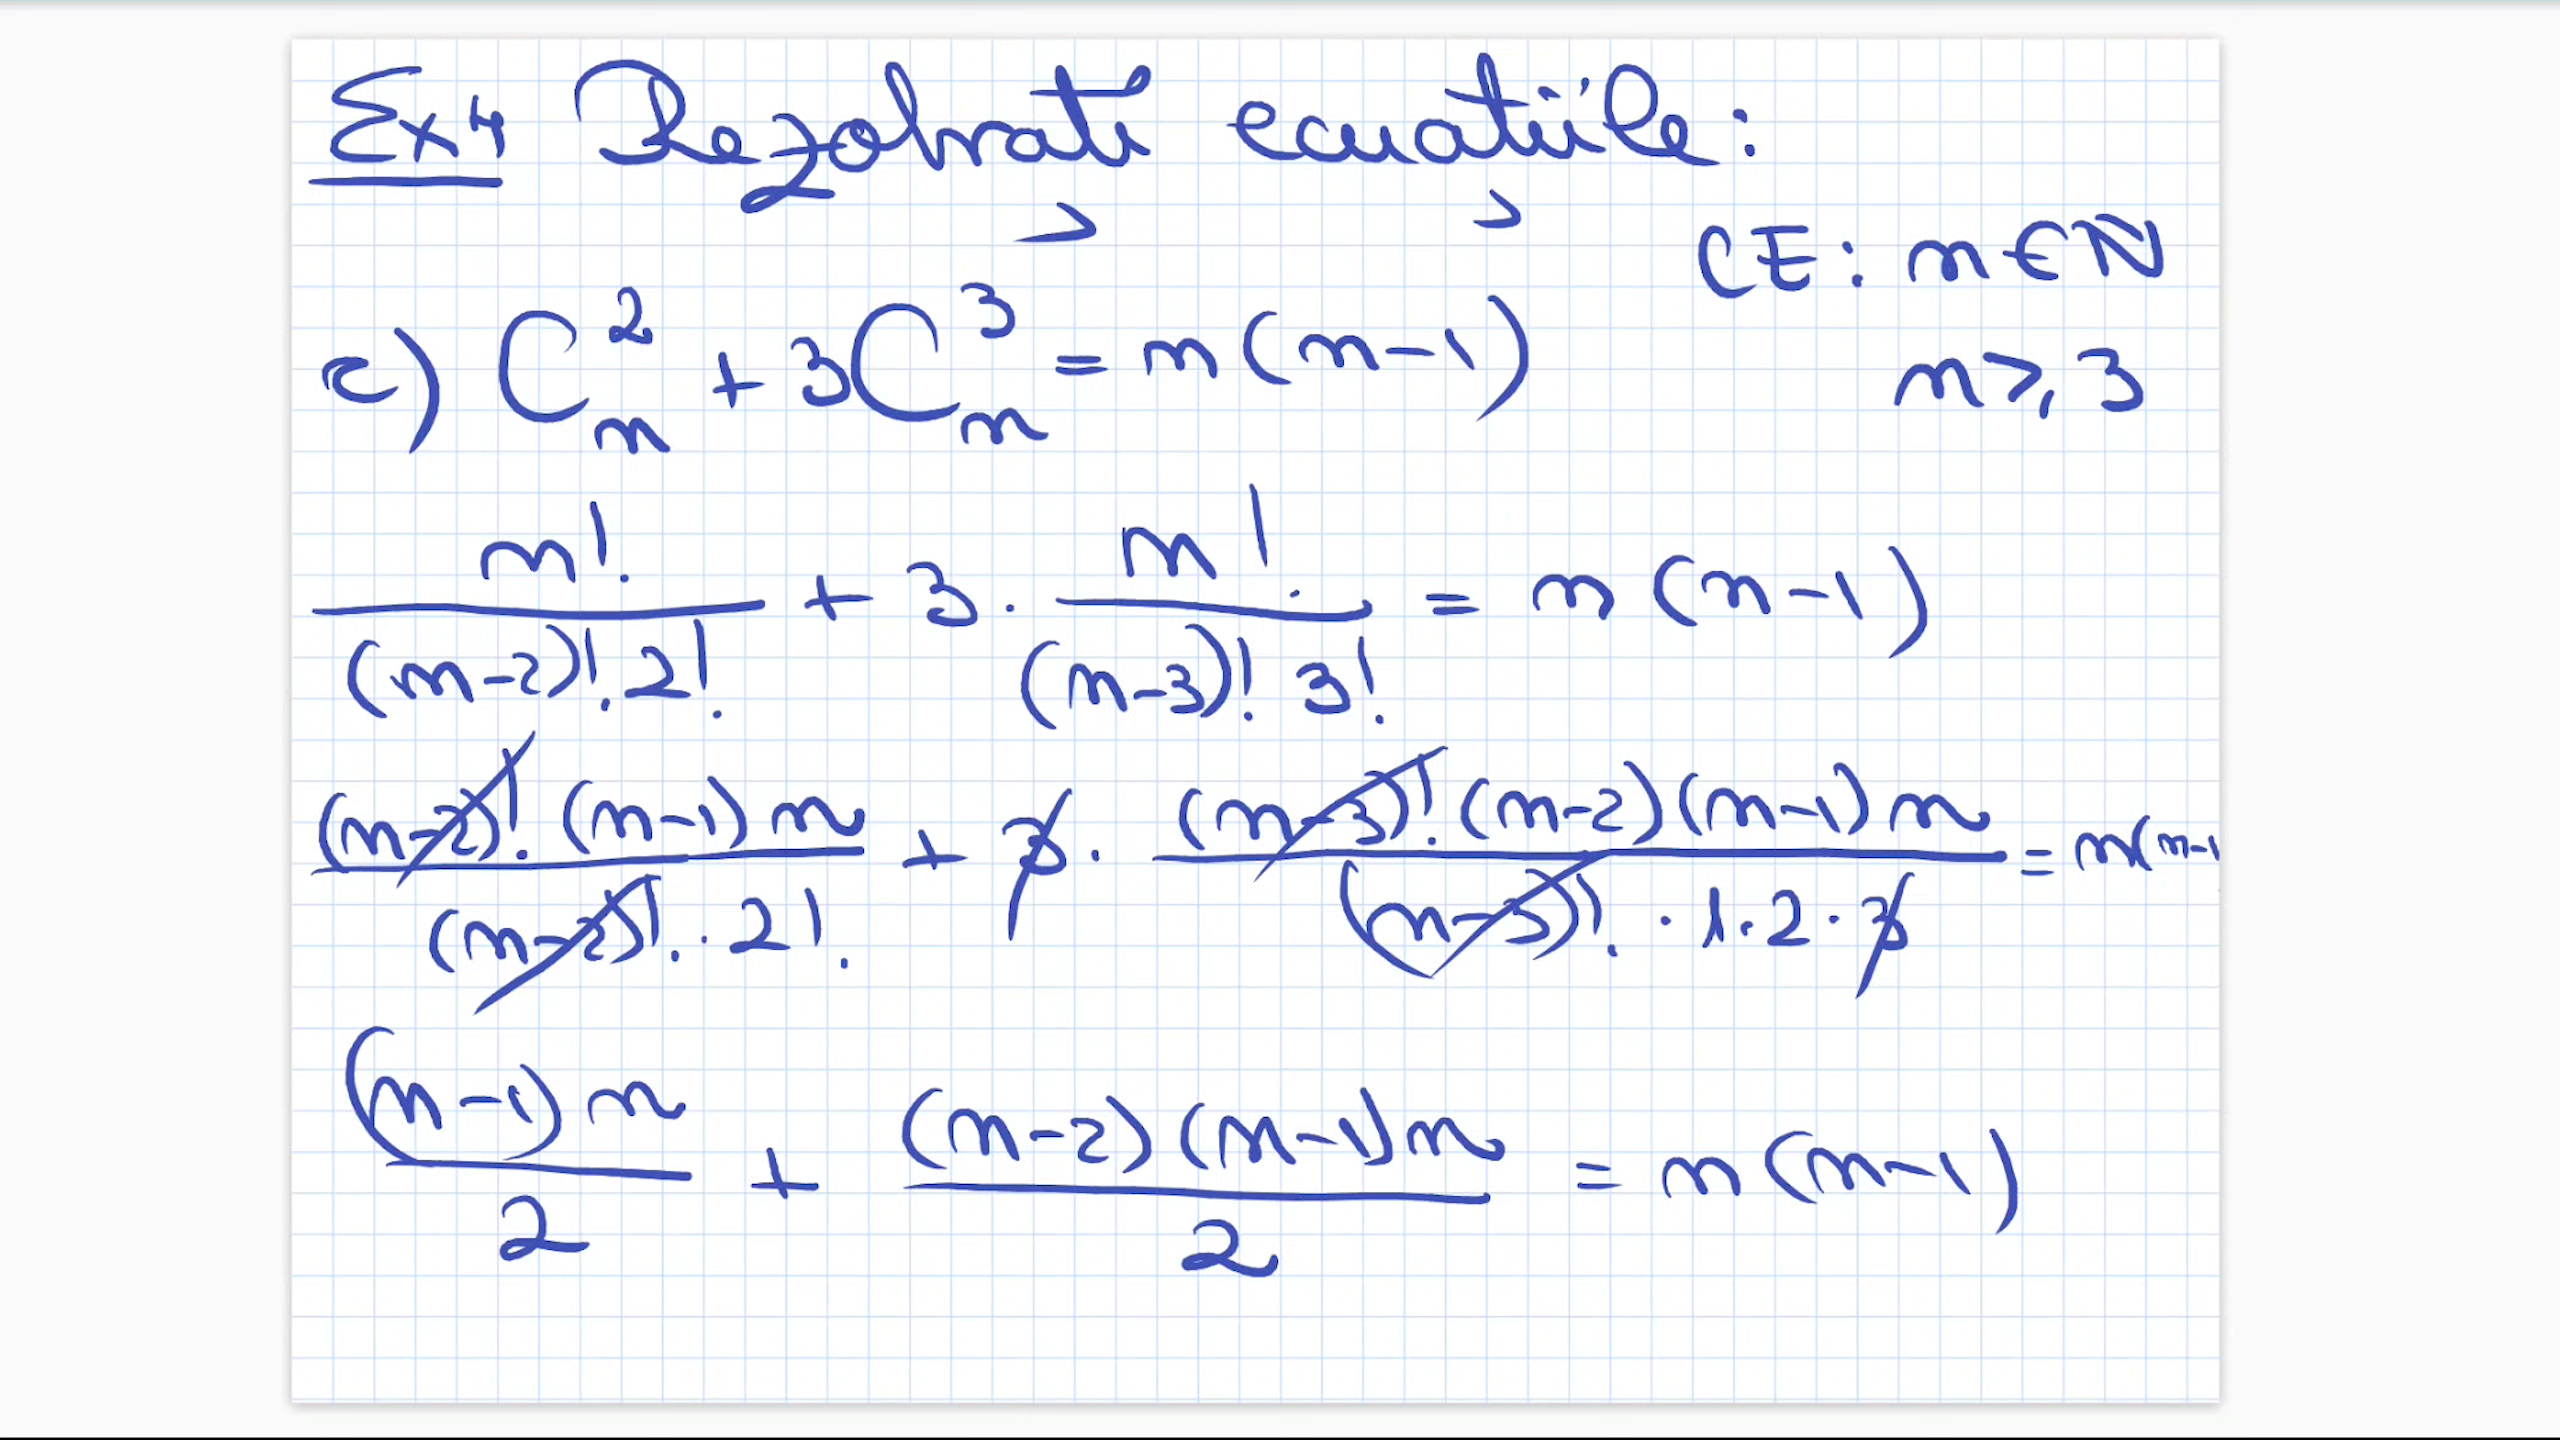 Ex4 Rezolvați ecuațiile:
CE: n∈ℕ
c) C_n^2 + 3C_n^3 = n(n-1)
n ⩾ 3
n! / ((n-2)! · 2!) + 3 · n! / ((n-3)! 3!) = n(n-1)
(n-2)! (n-1) n / ((n-2)! · 2!) + 3 · (n-3)! (n-2)(n-1) n / ((n-3)! · 1 · 2 · 3) = n(n-1
(n-1) n / 2 + (n-2)(n-1) n / 2 = n(n-1)